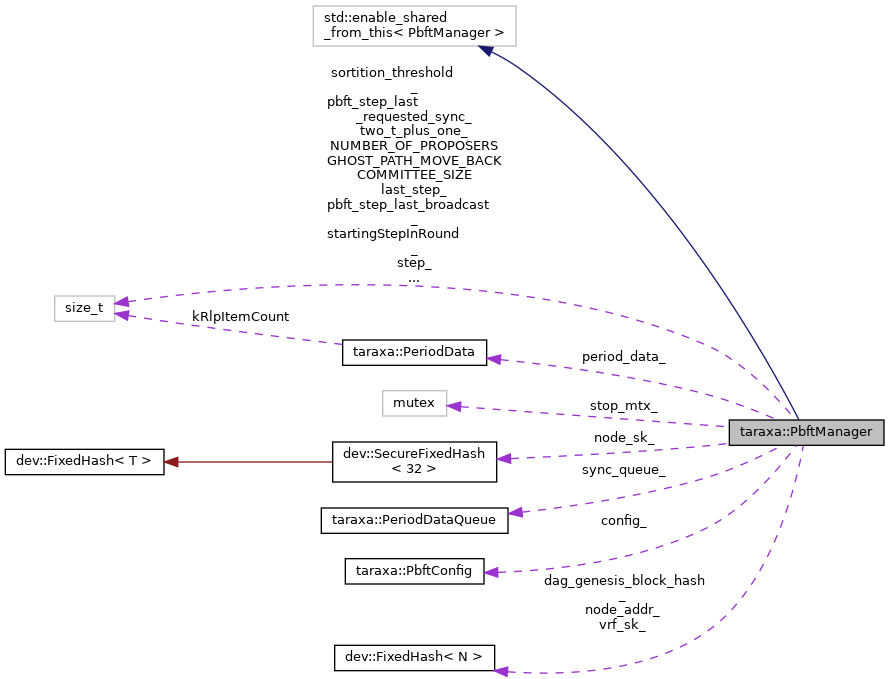 std::enable_shared
_from_this< PbftManager >
sortition_threshold
_
pbft_step_last
_requested_sync_
two_t_plus_one_
NUMBER_OF_PROPOSERS
GHOST_PATH_MOVE_BACK
COMMITTEE_SIZE
last_step_
pbft_step_last_broadcast
_
startingStepInRound
_
step_
...
size_t
kRlpItemCount
taraxa::PeriodData
period_data_
mutex
stop_mtx_
taraxa::PbftManager
node_sk_
dev::FixedHash< T >
dev::SecureFixedHash
< 32 >
sync_queue_
taraxa::PeriodDataQueue
config_
taraxa::PbftConfig
dag_genesis_block_hash
_
node_addr_
vrf_sk_
dev::FixedHash< N >